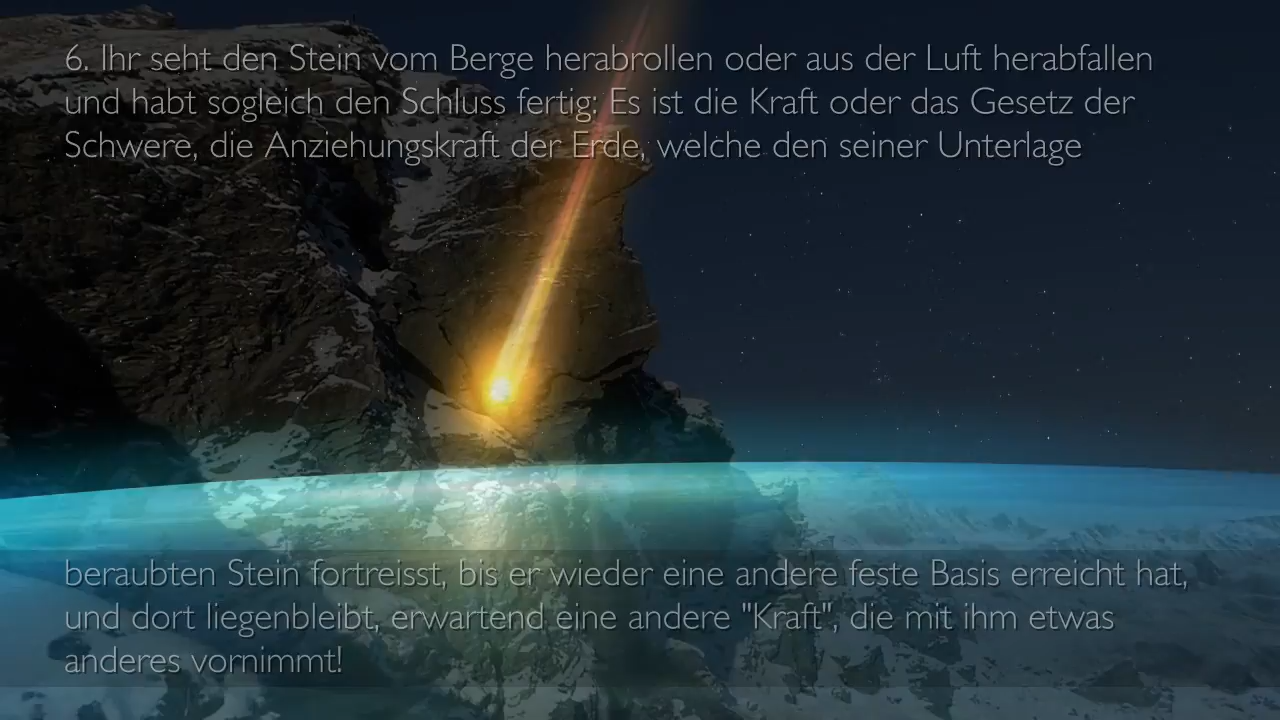 6. Ihr seht den Stein vom Berge herabrollen oder aus der Luft herabfallen
und habt sogleich den Schluss fertig: Es ist die Kraft oder das Gesetz der
Schwere, die Anziehungskraft der Erde, welche den seiner Unterlage
beraubten Stein fortreisst, bis er wieder eine andere feste Basis erreicht hat,
und dort liegenbleibt, erwartend eine andere "Kraft", die mit ihm etwas
anderes vornimmt!